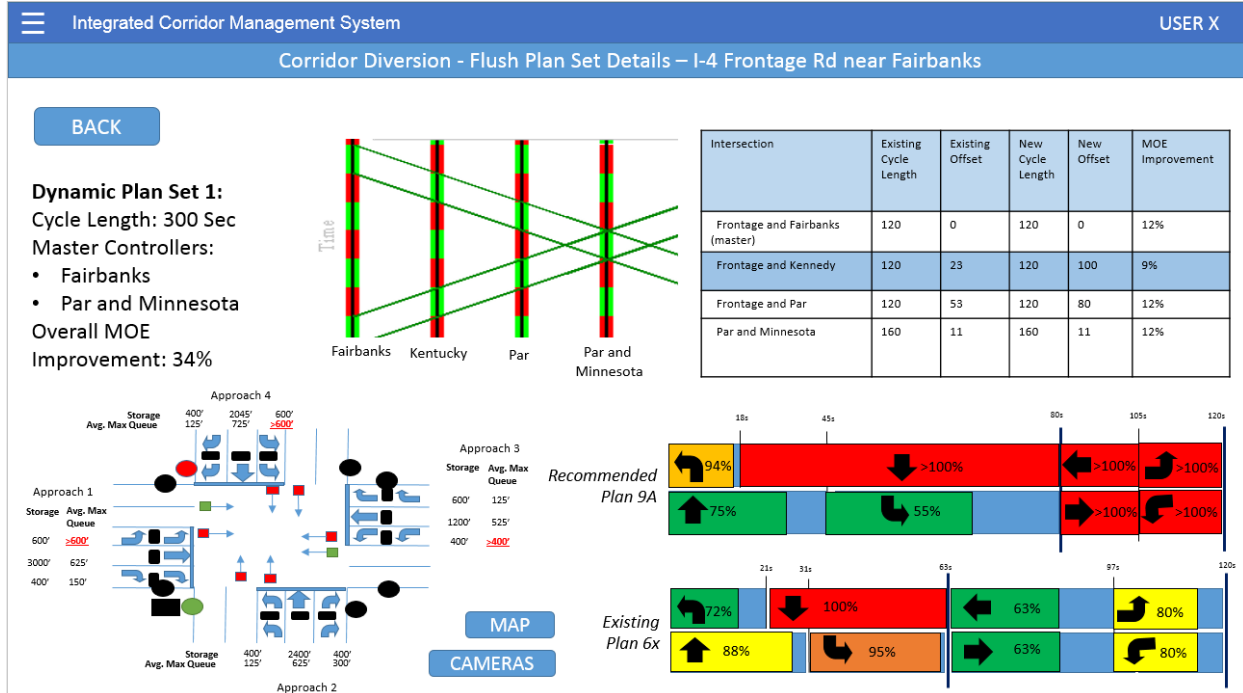 Integrated Corridor Management System
USER X
Corridor Diversion - Flush Plan Set Details – I-4 Frontage Rd near Fairbanks
BACK
Dynamic Plan Set 1:
Cycle Length: 300 Sec
Master Controllers:
• Fairbanks
• Par and Minnesota
Overall MOE
Improvement: 34%
Time
Fairbanks
Kentucky
Par
Par and
Minnesota
Intersection Existing Cycle Length Existing Offset New Cycle Length New Offset MOE Improvement
Frontage and Fairbanks (master) 120 0 120 0 12%
Frontage and Kennedy 120 23 120 100 9%
Frontage and Par 120 53 120 80 12%
Par and Minnesota 160 11 160 11 12%
Approach 4
Storage 400' 2045' 600'
Avg. Max Queue 125' 725' >600'
Approach 3
Storage Avg. Max
Queue
600' 125'
1200' 525'
400' >400'
Approach 1
Storage Avg. Max
Queue
600' >600'
3000' 625'
400' 150'
Storage 400' 2400' 400'
Avg. Max Queue 125' 625' 300'
Approach 2
MAP
CAMERAS
Recommended
Plan 9A
18s 45s 80s 105s 120s
94% >100% >100% >100%
75% 55% >100% >100%
Existing
Plan 6x
21s 31s 63s 97s 120s
72% 100% 63% 80%
88% 95% 63% 80%